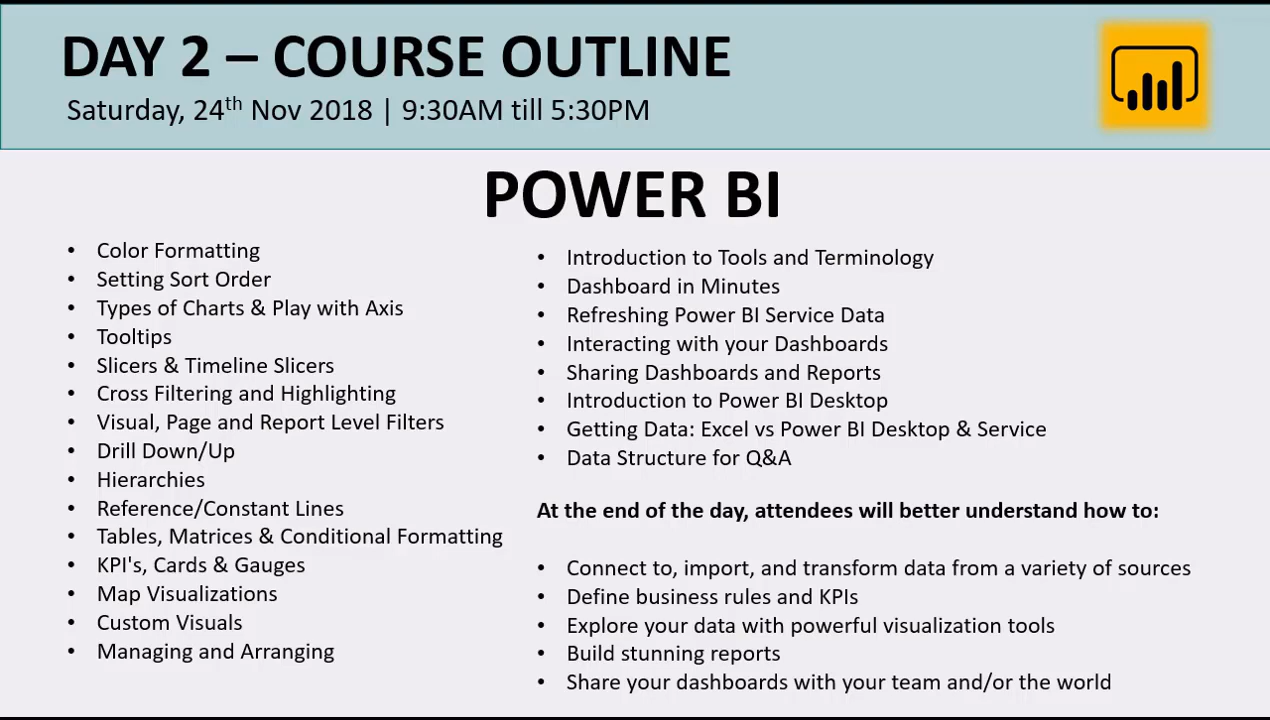 DAY 2 – COURSE OUTLINE
Saturday, 24th Nov 2018 | 9:30AM till 5:30PM
POWER BI
• Color Formatting
• Setting Sort Order
• Types of Charts & Play with Axis
• Tooltips
• Slicers & Timeline Slicers
• Cross Filtering and Highlighting
• Visual, Page and Report Level Filters
• Drill Down/Up
• Hierarchies
• Reference/Constant Lines
• Tables, Matrices & Conditional Formatting
• KPI's, Cards & Gauges
• Map Visualizations
• Custom Visuals
• Managing and Arranging
• Introduction to Tools and Terminology
• Dashboard in Minutes
• Refreshing Power BI Service Data
• Interacting with your Dashboards
• Sharing Dashboards and Reports
• Introduction to Power BI Desktop
• Getting Data: Excel vs Power BI Desktop & Service
• Data Structure for Q&A
At the end of the day, attendees will better understand how to:
• Connect to, import, and transform data from a variety of sources
• Define business rules and KPIs
• Explore your data with powerful visualization tools
• Build stunning reports
• Share your dashboards with your team and/or the world